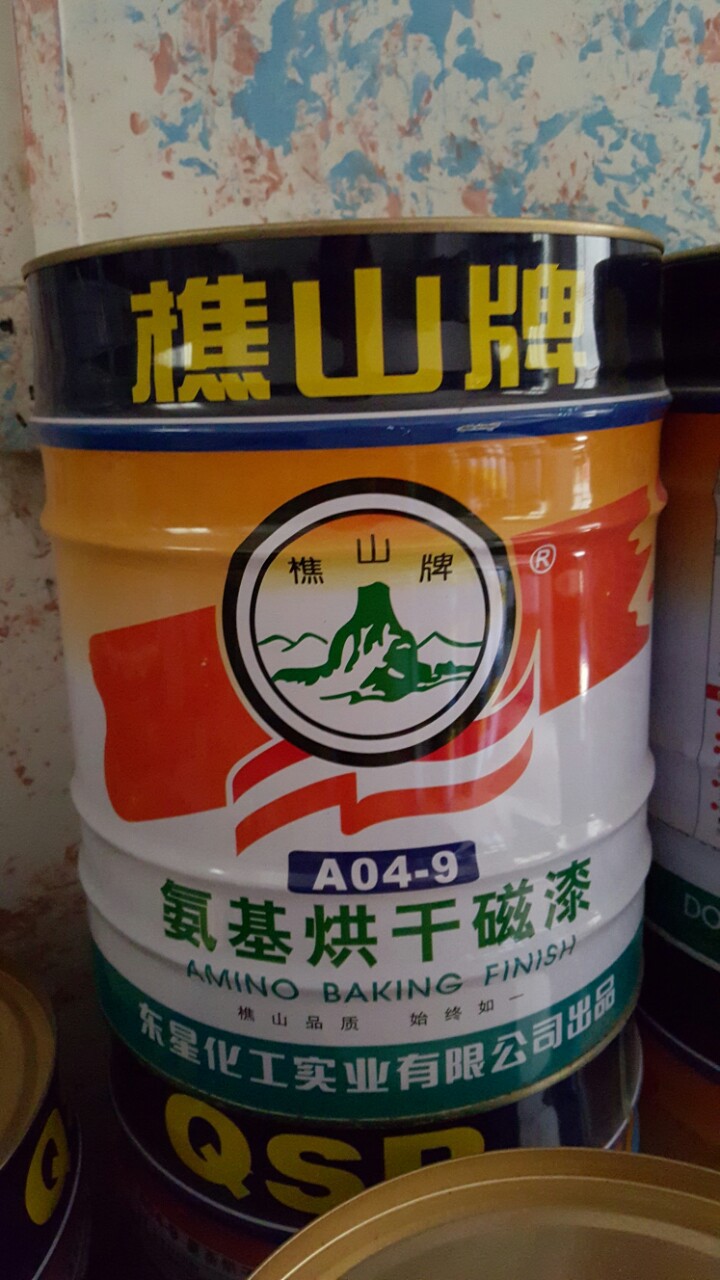 樵山牌
樵山牌
®
A04-9
氨基烘干磁漆
AMINO BAKING FINISH
樵山品质 始终如一
东星化工实业有限公司出品
DO
QSP
Q